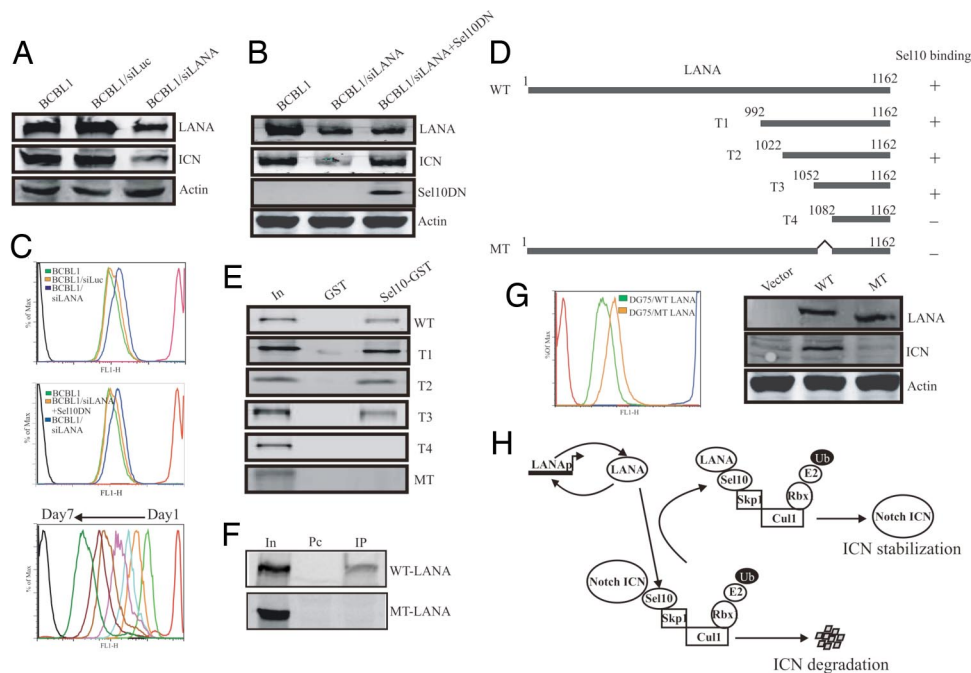 A
BCBL1
BCBL1/siLuc
BCBL1/siLANA
LANA
ICN
Actin
B
BCBL1
BCBL1/siLANA
BCBL1/siLANA+Sel10DN
LANA
ICN
Sel10DN
Actin
C
BCBL1
BCBL1/siLuc
BCBL1/
siLANA
% of Max
FL1-H
BCBL1
BCBL1/siLANA
+Sel10DN
BCBL1/
siLANA
% of Max
FL1-H
Day7
Day1
% of Max
FL1-H
D
Sel10 binding
LANA
WT 1 1162 +
T1 992 1162 +
T2 1022 1162 +
T3 1052 1162 +
T4 1082 1162 −
MT 1 1162 −
E
In GST Sel10-GST
WT
T1
T2
T3
T4
MT
F
In Pc IP
WT-LANA
MT-LANA
G
DG75/WT LANA
DG75/MT LANA
%Of Max
FL1-H
Vector WT MT
LANA
ICN
Actin
H
LANAp
LANA
LANA
Sel10
Skp1
Cul1
Rbx
E2
Ub
Notch ICN
ICN stabilization
Notch ICN
Sel10
Skp1
Cul1
Rbx
E2
Ub
ICN degradation